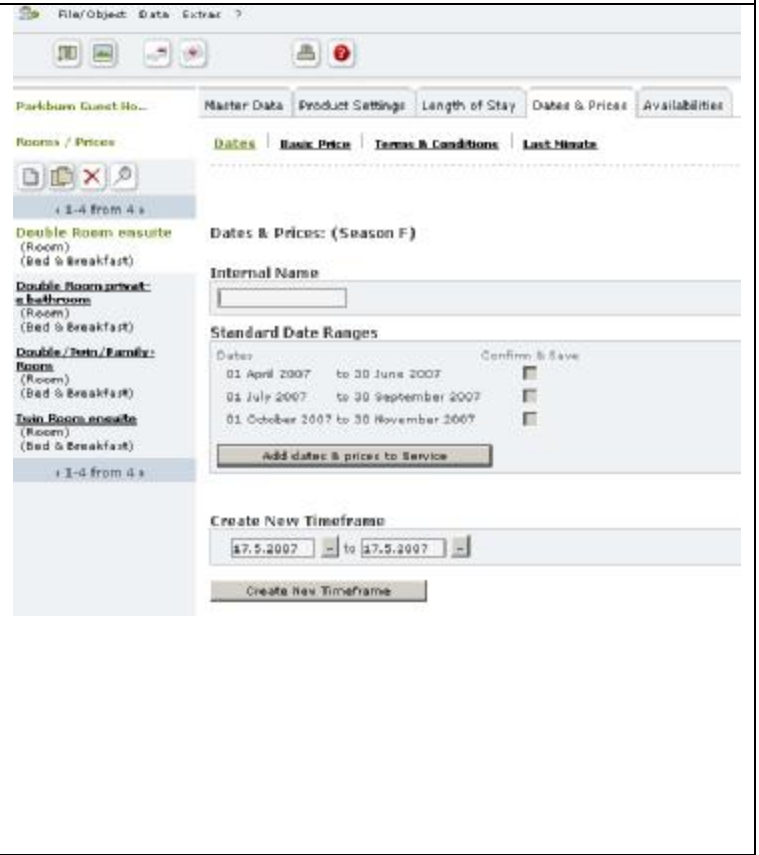 File/Object Data Extras ?
Parkburn Guest Ho...
Master Data Product Settings Length of Stay Dates & Prices Availabilities
Rooms / Prices
Dates Basic Price Terms & Conditions Last Minute
‹ 1-4 from 4 ›
Double Room ensuite
(Room)
(Bed & Breakfast)
Double Room privat-
e bathroom
(Room)
(Bed & Breakfast)
Double/Twin/Family-
Room
(Room)
(Bed & Breakfast)
Twin Room ensuite
(Room)
(Bed & Breakfast)
‹ 1-4 from 4 ›
Dates & Prices: (Season F)
Internal Name
Standard Date Ranges
Dates Confirm & Save
01 April 2007 to 30 June 2007
01 July 2007 to 30 September 2007
01 October 2007 to 30 November 2007
Add dates & prices to Service
Create New Timeframe
17.5.2007 to 17.5.2007
Create New Timeframe